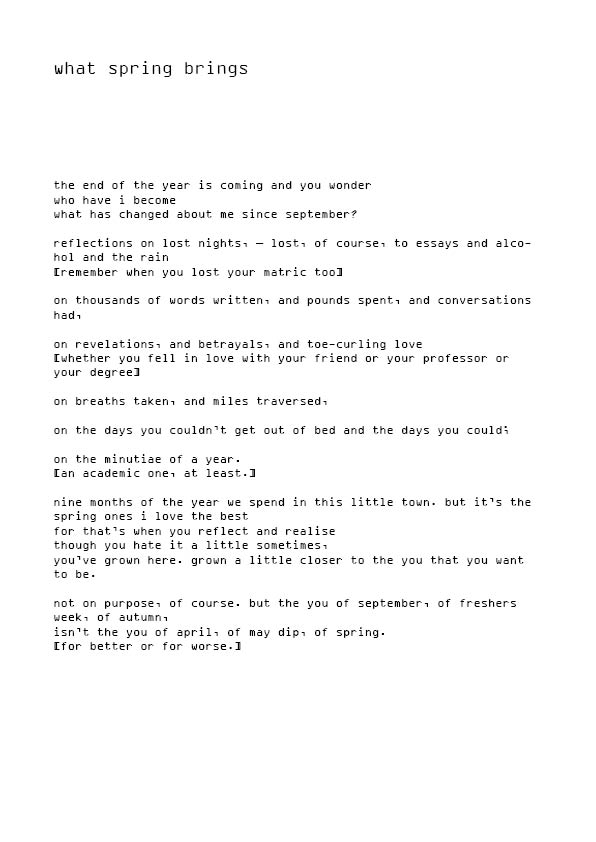 what spring brings
the end of the year is coming and you wonder
who have i become
what has changed about me since september?
reflections on lost nights, – lost, of course, to essays and alco-
hol and the rain
[remember when you lost your matric too]
on thousands of words written, and pounds spent, and conversations
had,
on revelations, and betrayals, and toe-curling love
[whether you fell in love with your friend or your professor or
your degree]
on breaths taken, and miles traversed,
on the days you couldn't get out of bed and the days you could;
on the minutiae of a year.
[an academic one, at least.]
nine months of the year we spend in this little town. but it's the
spring ones i love the best
for that's when you reflect and realise
though you hate it a little sometimes,
you've grown here. grown a little closer to the you that you want
to be.
not on purpose, of course. but the you of september, of freshers
week, of autumn,
isn't the you of april, of may dip, of spring.
[for better or for worse.]